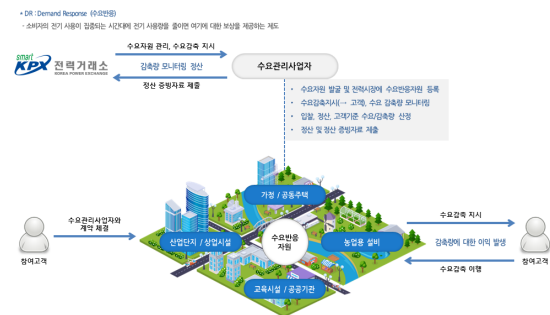 * DR : Demand Response (수요반응)
· 소비자의 전기 사용이 집중되는 시간대에 전기 사용량을 줄이면 여기에 대한 보상을 제공하는 제도
수요자원 관리, 수요감축 지시
smart
KPX 전력거래소
KOREA POWER EXCHANGE
감축량 모니터링 정산
정산 증빙자료 제출
수요관리사업자
• 수요자원 발굴 및 전력시장에 수요반응자원 등록
• 수요감축지시(→ 고객), 수요 감축량 모니터링
• 입찰, 정산, 고객기준 수요/감축량 산정
• 정산 및 정산 증빙자료 제출
가정 / 공동주택
수요관리사업자와
계약 체결
참여고객
산업단지 / 상업시설
수요반응
자원
농업용 설비
교육시설 / 공공기관
수요감축 지시
감축량에 대한 이익 발생
수요감축 이행
참여고객